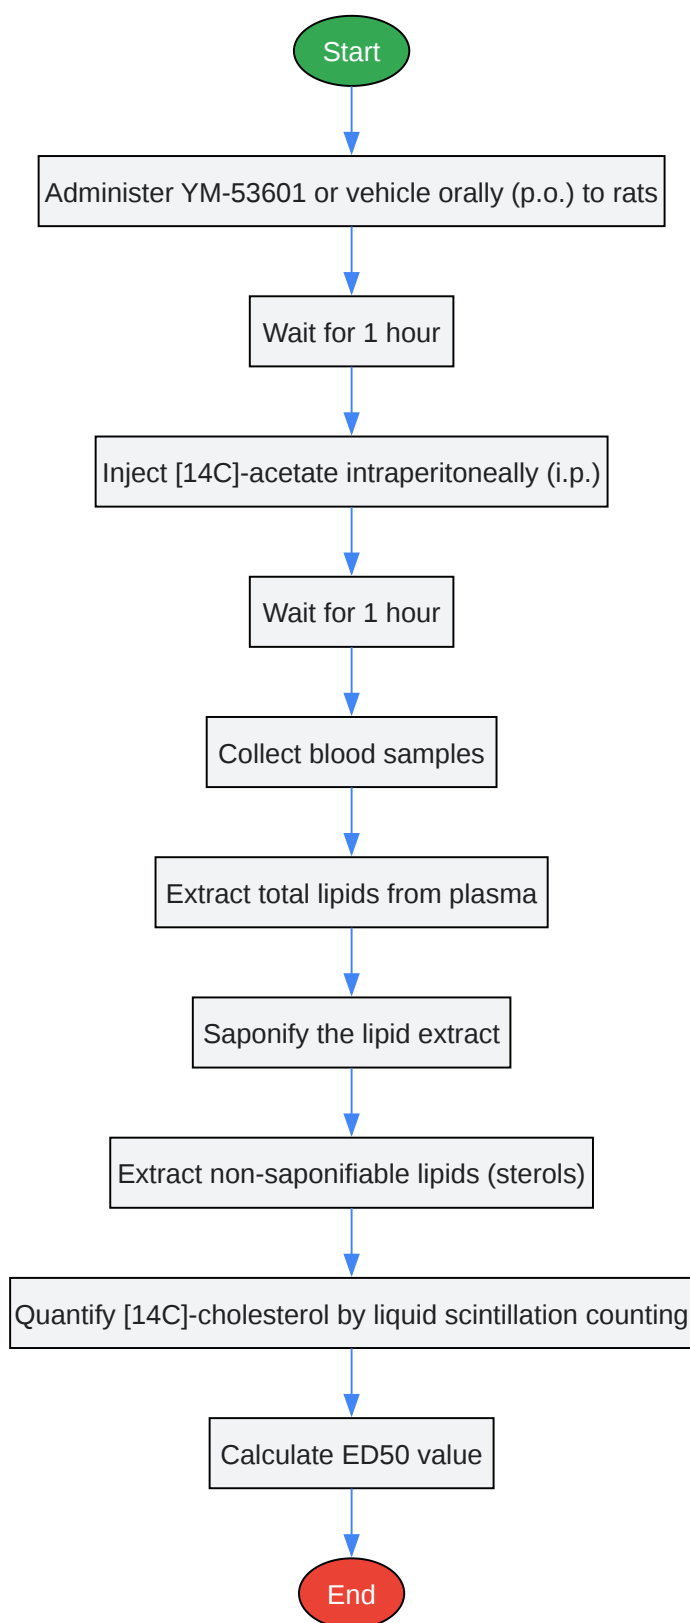 Start
Administer YM-53601 or vehicle orally (p.o.) to rats
Wait for 1 hour
Inject [14C]-acetate intraperitoneally (i.p.)
Wait for 1 hour
Collect blood samples
Extract total lipids from plasma
Saponify the lipid extract
Extract non-saponifiable lipids (sterols)
Quantify [14C]-cholesterol by liquid scintillation counting
Calculate ED50 value
End